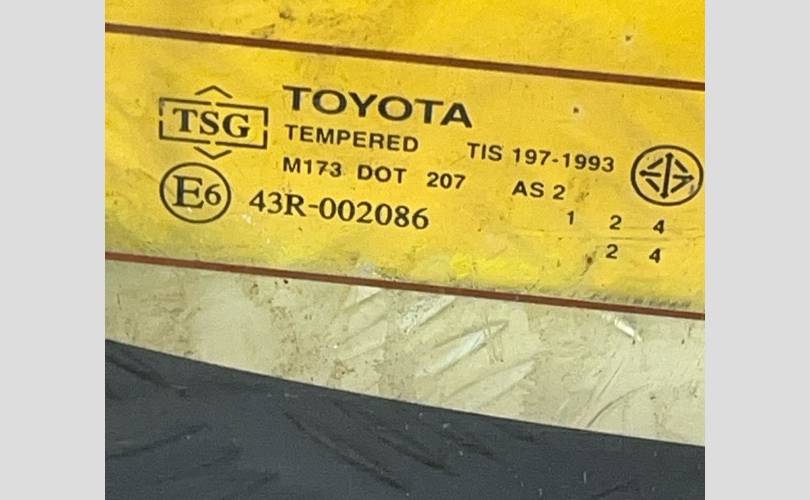 TOYOTA
TSG
TEMPERED TIS 197-1993
M173 DOT 207 AS 2
E6 43R-002086
1 2 4
2 4